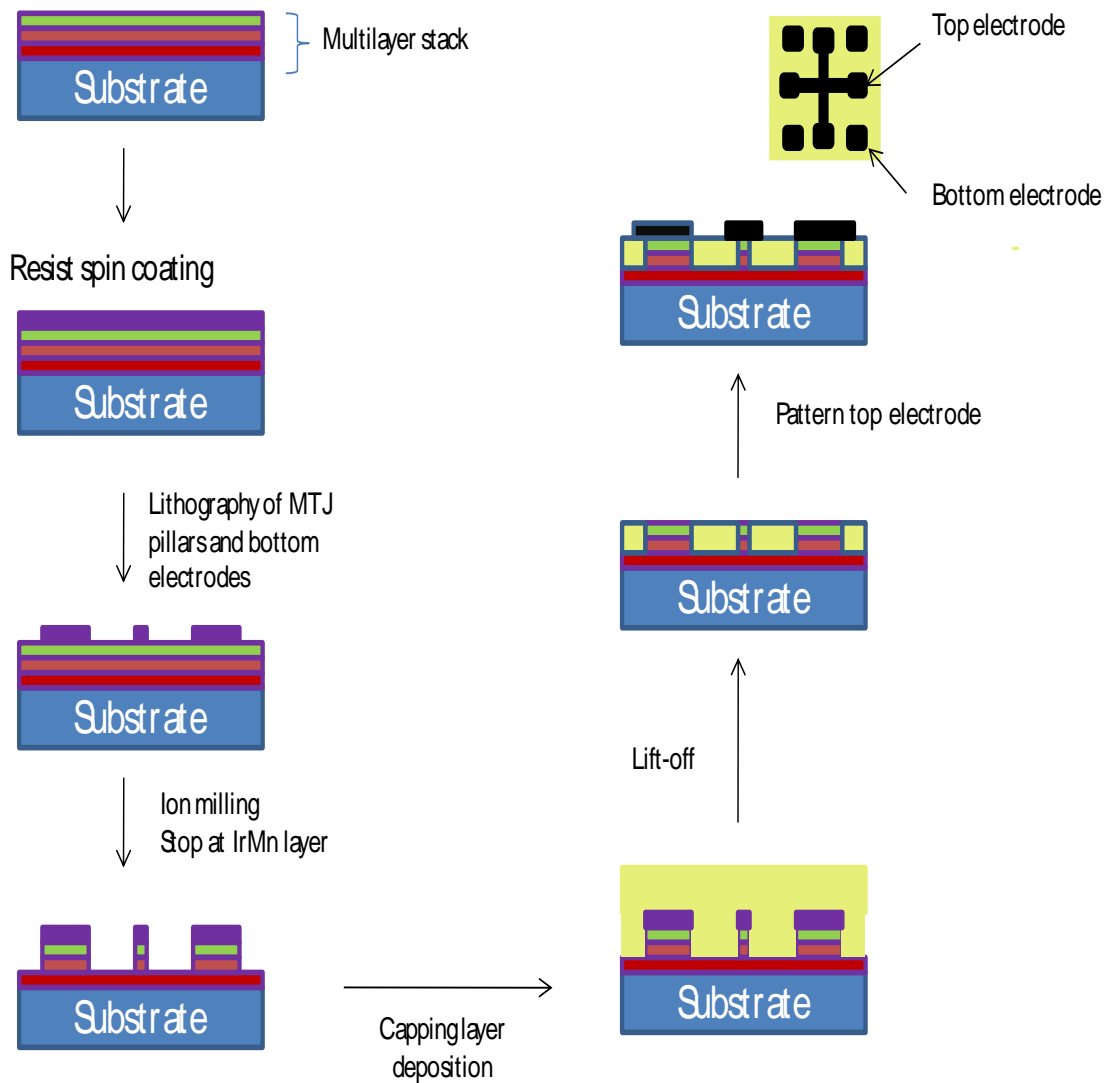 Multilayer stack
Substrate
Resist spin coating
Substrate
Lithography of MTJ
pillars and bottom
electrodes
Substrate
Ion milling
Stop at IrMn layer
Substrate
Capping layer
deposition
Substrate
Lift-off
Substrate
Pattern top electrode
Substrate
Top electrode
Bottom electrode